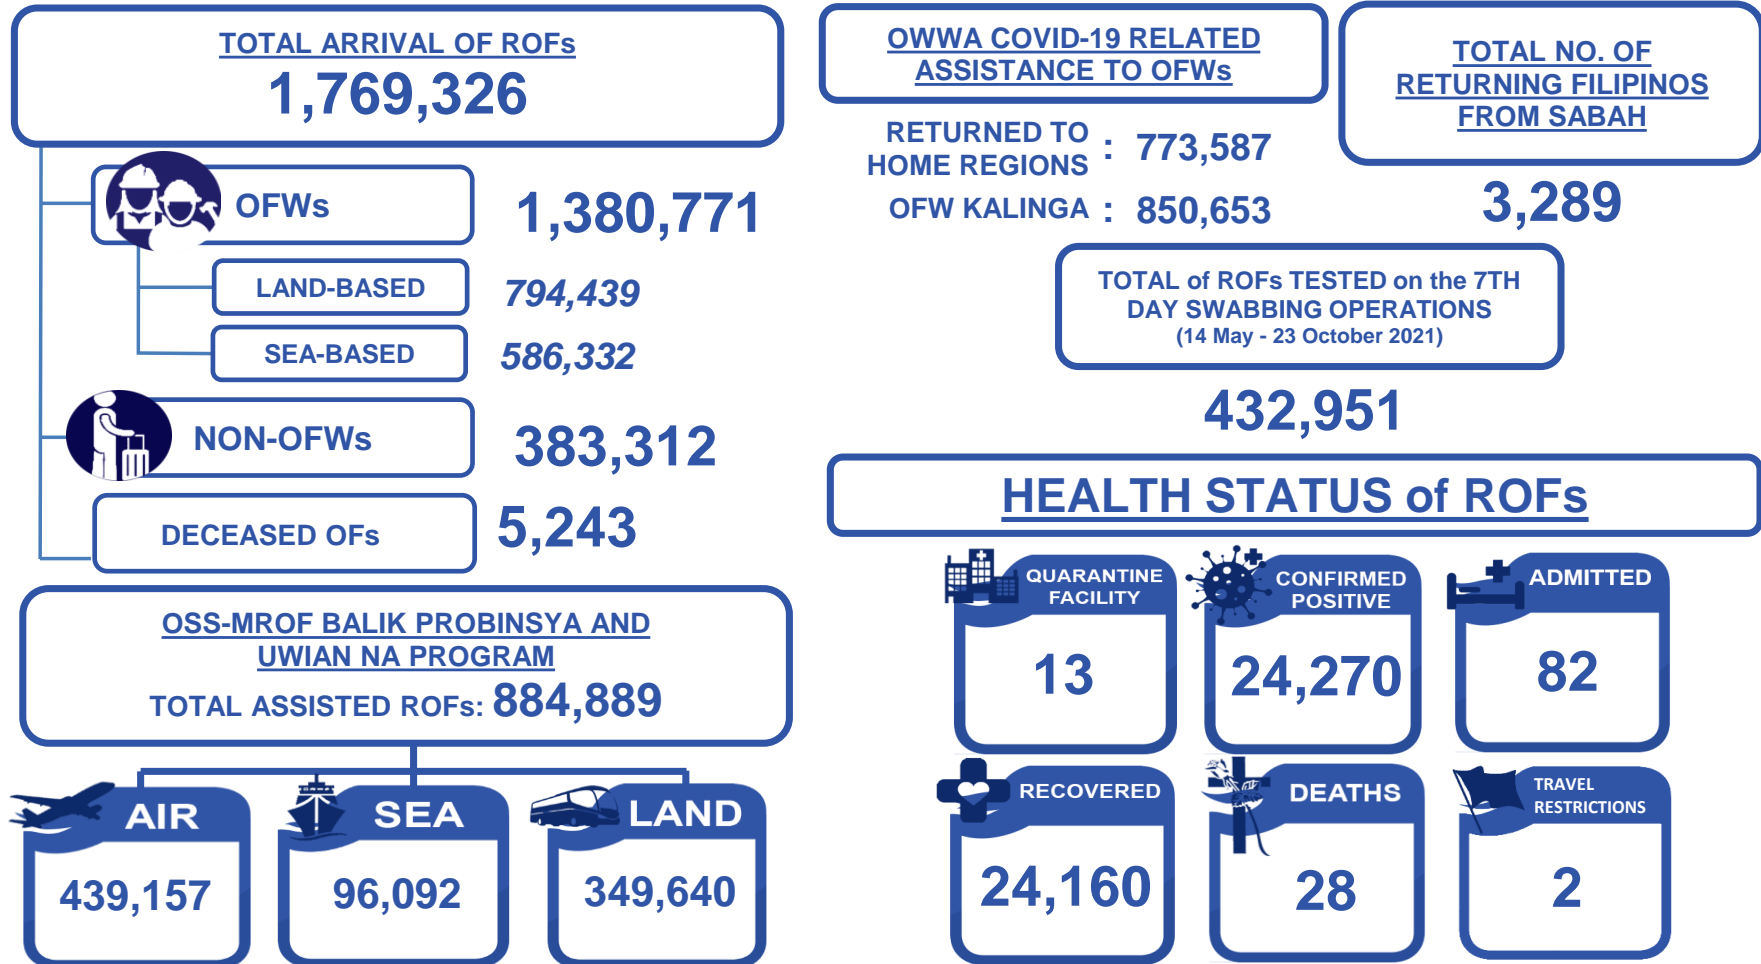 TOTAL ARRIVAL OF ROFs
1,769,326
OFWs
1,380,771
LAND-BASED
794,439
SEA-BASED
586,332
NON-OFWs
383,312
DECEASED OFs
5,243
OSS-MROF BALIK PROBINSYA AND
UWIAN NA PROGRAM
TOTAL ASSISTED ROFs: 884,889
AIR
439,157
SEA
96,092
LAND
349,640
OWWA COVID-19 RELATED
ASSISTANCE TO OFWs
RETURNED TO
HOME REGIONS : 773,587
OFW KALINGA : 850,653
TOTAL NO. OF
RETURNING FILIPINOS
FROM SABAH
3,289
TOTAL of ROFs TESTED on the 7TH
DAY SWABBING OPERATIONS
(14 May - 23 October 2021)
432,951
HEALTH STATUS of ROFs
QUARANTINE
FACILITY
13
CONFIRMED
POSITIVE
24,270
ADMITTED
82
RECOVERED
24,160
DEATHS
28
TRAVEL
RESTRICTIONS
2